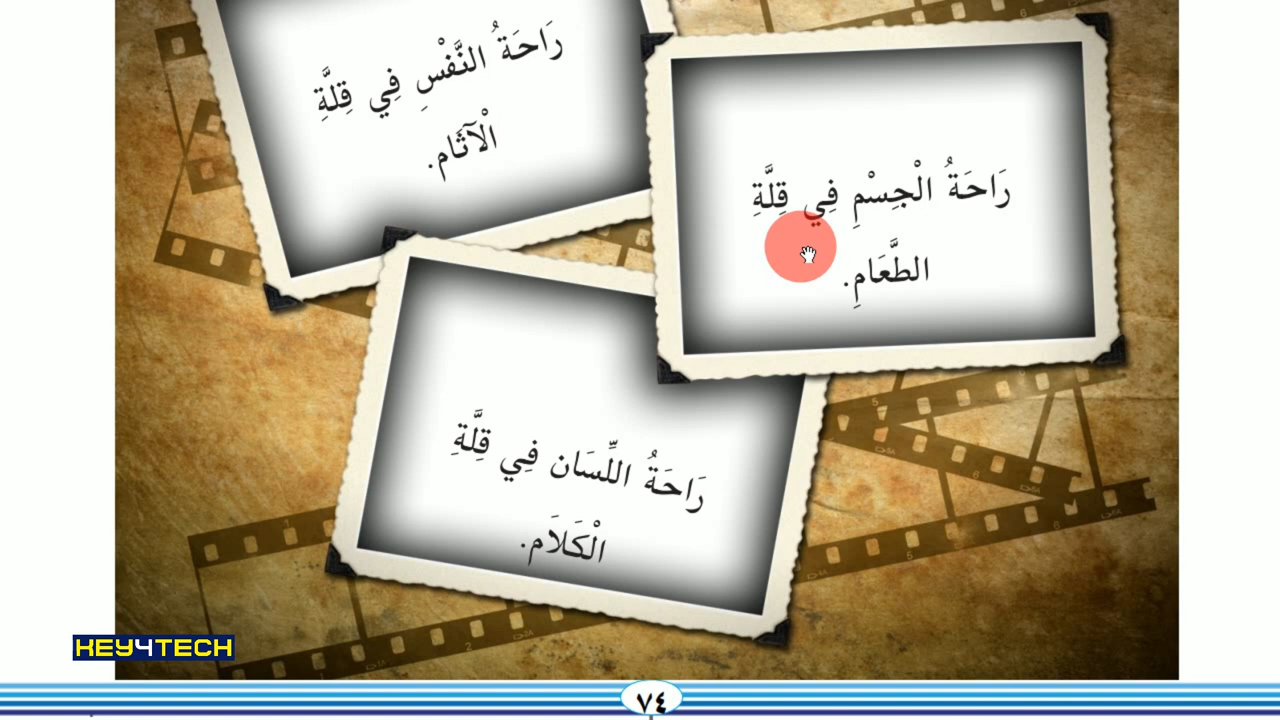 رَاحَةُ النَّفْسِ فِي قِلَّةِ
الْآثَام.
رَاحَةُ الْجِسْمِ فِي قِلَّةِ
الطَّعَامِ.
رَاحَةُ اللِّسَان فِي قِلَّةِ
الْكَلَام.
KEY4TECH
٧٤